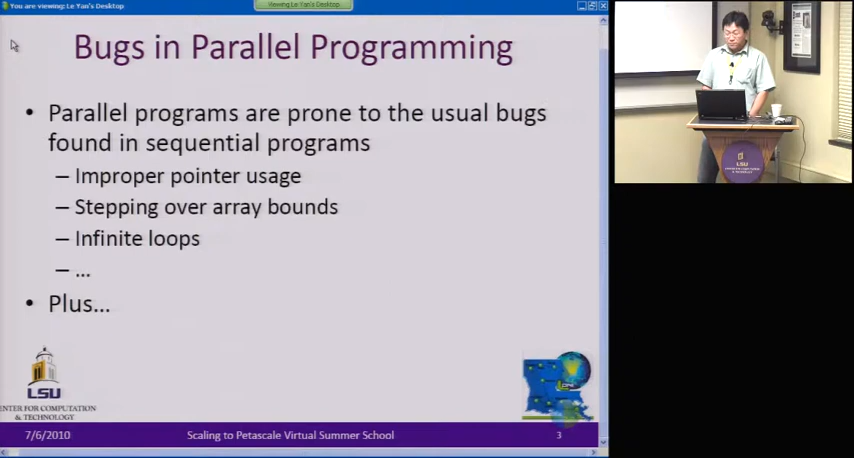 You are viewing: Le Yan's Desktop
Viewing Le Yan's Desktop
Bugs in Parallel Programming
• Parallel programs are prone to the usual bugs
found in sequential programs
– Improper pointer usage
– Stepping over array bounds
– Infinite loops
– ...
• Plus...
LSU
CENTER FOR COMPUTATION
& TECHNOLOGY
7/6/2010
Scaling to Petascale Virtual Summer School
3
LSU